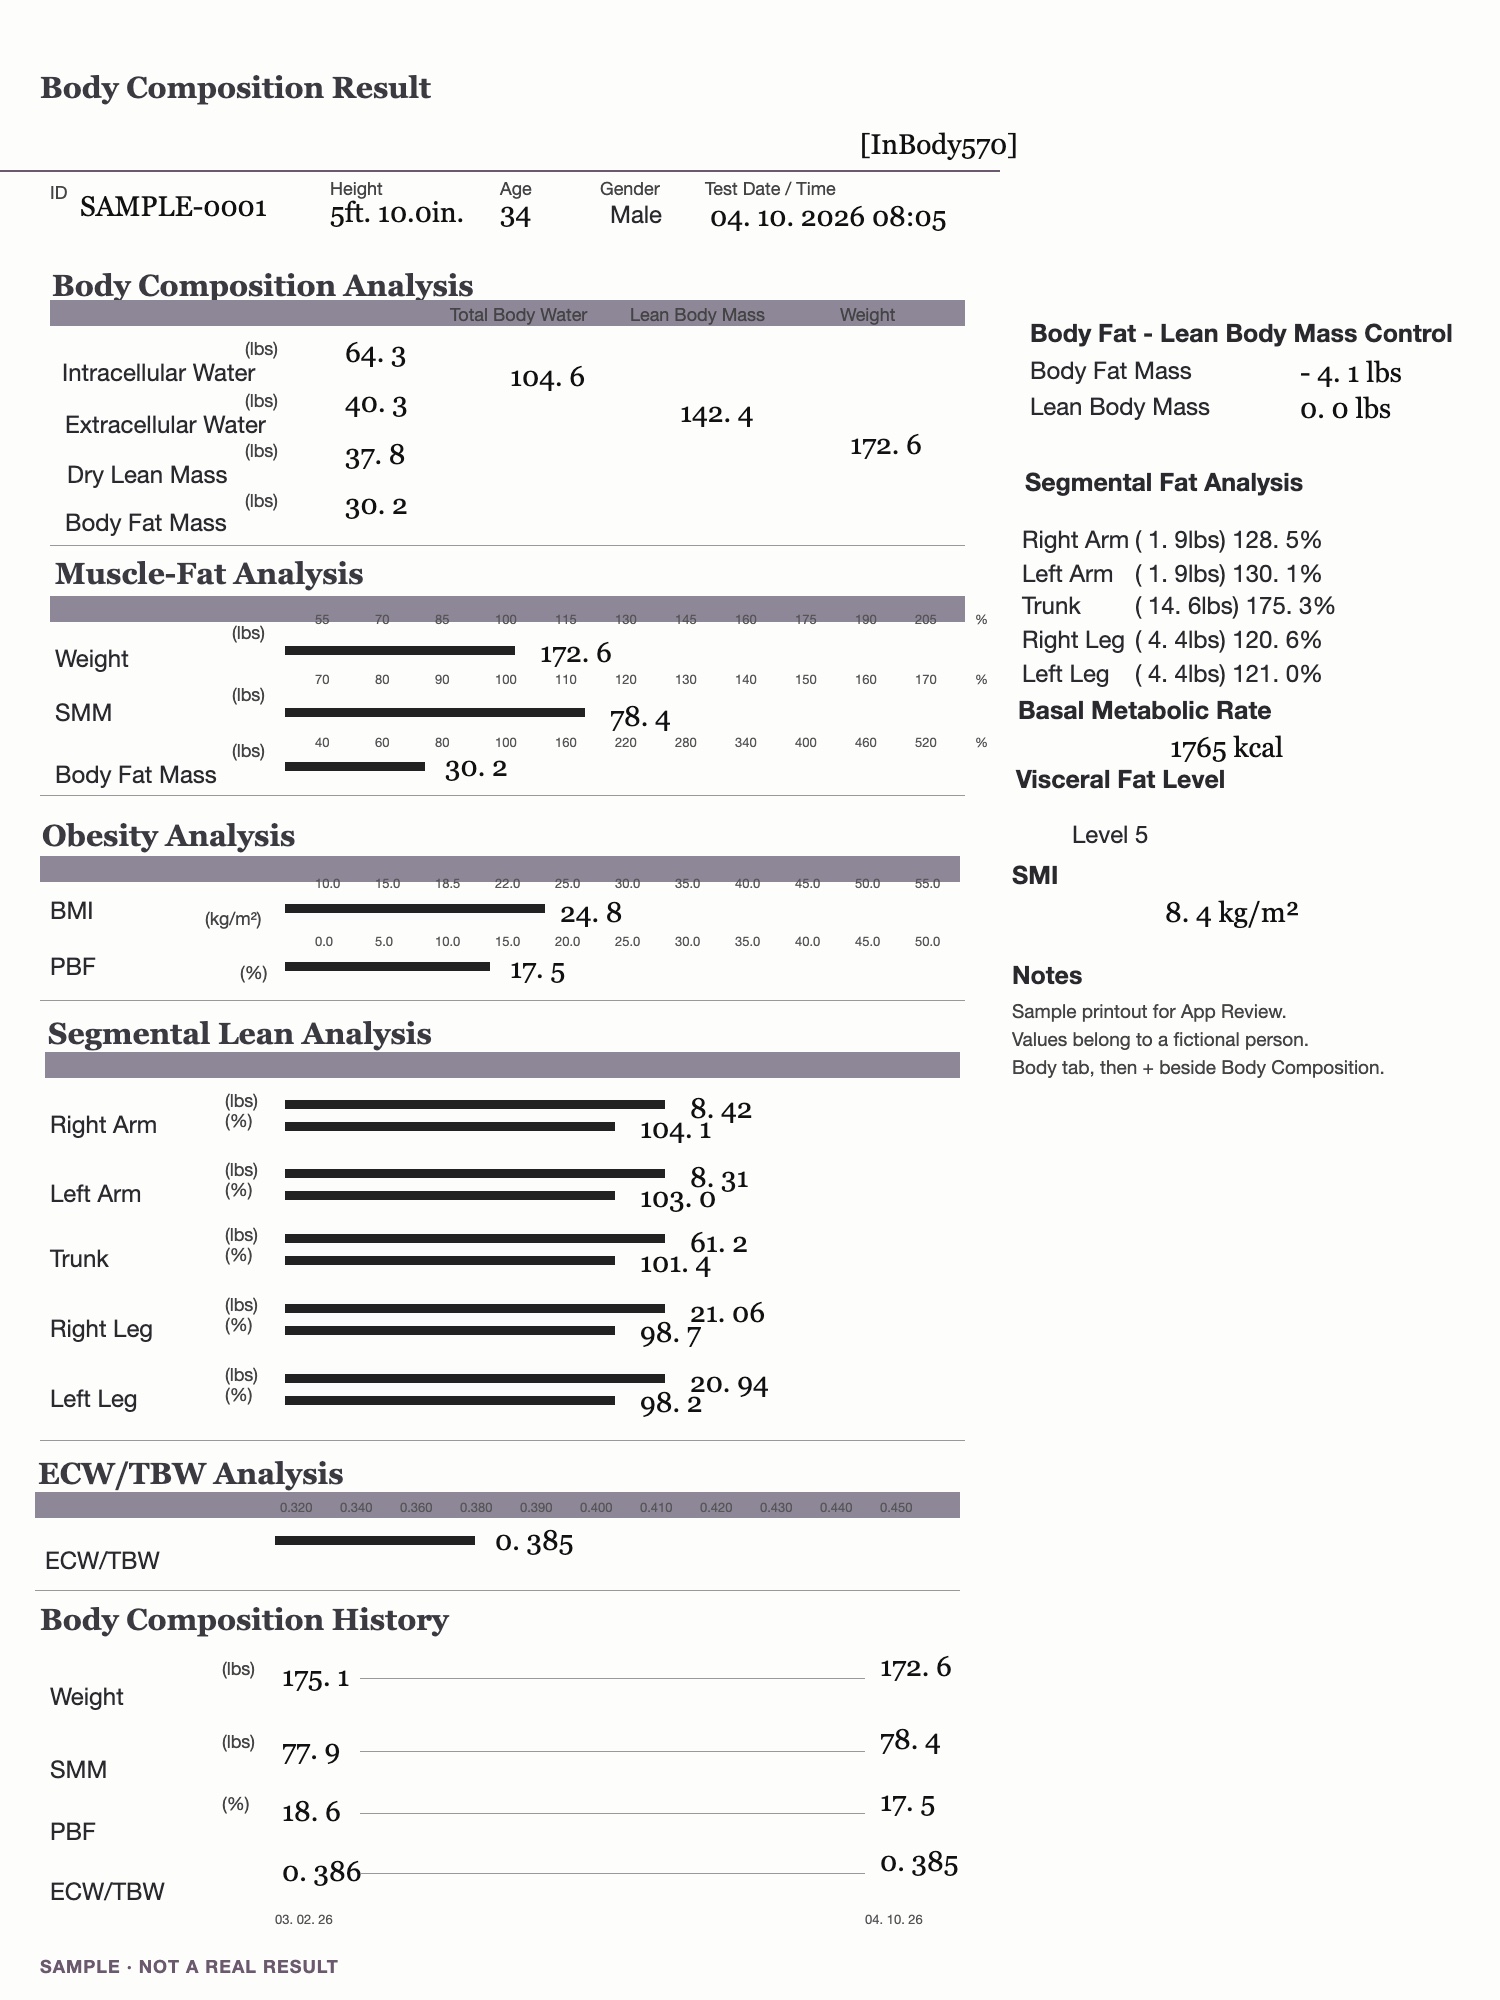 Body Composition Result
[InBody570]
ID SAMPLE-0001
Height 5ft. 10.0in.
Age 34
Gender Male
Test Date / Time 04. 10. 2026 08:05
Body Composition Analysis
Total Body Water Lean Body Mass Weight
Intracellular Water (lbs) 64. 3
104. 6
Extracellular Water (lbs) 40. 3
142. 4
Dry Lean Mass (lbs) 37. 8
172. 6
Body Fat Mass (lbs) 30. 2
Muscle-Fat Analysis
55 70 85 100 115 130 145 160 175 190 205 %
Weight (lbs) 172. 6
70 80 90 100 110 120 130 140 150 160 170 %
SMM (lbs) 78. 4
40 60 80 100 160 220 280 340 400 460 520 %
Body Fat Mass (lbs) 30. 2
Obesity Analysis
10.0 15.0 18.5 22.0 25.0 30.0 35.0 40.0 45.0 50.0 55.0
BMI (kg/m²) 24. 8
0.0 5.0 10.0 15.0 20.0 25.0 30.0 35.0 40.0 45.0 50.0
PBF (%) 17. 5
Segmental Lean Analysis
Right Arm (lbs) 8. 42
(%) 104. 1
Left Arm (lbs) 8. 31
(%) 103. 0
Trunk (lbs) 61. 2
(%) 101. 4
Right Leg (lbs) 21. 06
(%) 98. 7
Left Leg (lbs) 20. 94
(%) 98. 2
ECW/TBW Analysis
0.320 0.340 0.360 0.380 0.390 0.400 0.410 0.420 0.430 0.440 0.450
ECW/TBW 0. 385
Body Composition History
Weight (lbs) 175. 1 172. 6
SMM (lbs) 77. 9 78. 4
PBF (%) 18. 6 17. 5
ECW/TBW 0. 386 0. 385
03. 02. 26 04. 10. 26
SAMPLE · NOT A REAL RESULT
Body Fat - Lean Body Mass Control
Body Fat Mass - 4. 1 lbs
Lean Body Mass 0. 0 lbs
Segmental Fat Analysis
Right Arm ( 1. 9lbs) 128. 5%
Left Arm ( 1. 9lbs) 130. 1%
Trunk ( 14. 6lbs) 175. 3%
Right Leg ( 4. 4lbs) 120. 6%
Left Leg ( 4. 4lbs) 121. 0%
Basal Metabolic Rate
1765 kcal
Visceral Fat Level
Level 5
SMI
8. 4 kg/m²
Notes
Sample printout for App Review.
Values belong to a fictional person.
Body tab, then + beside Body Composition.